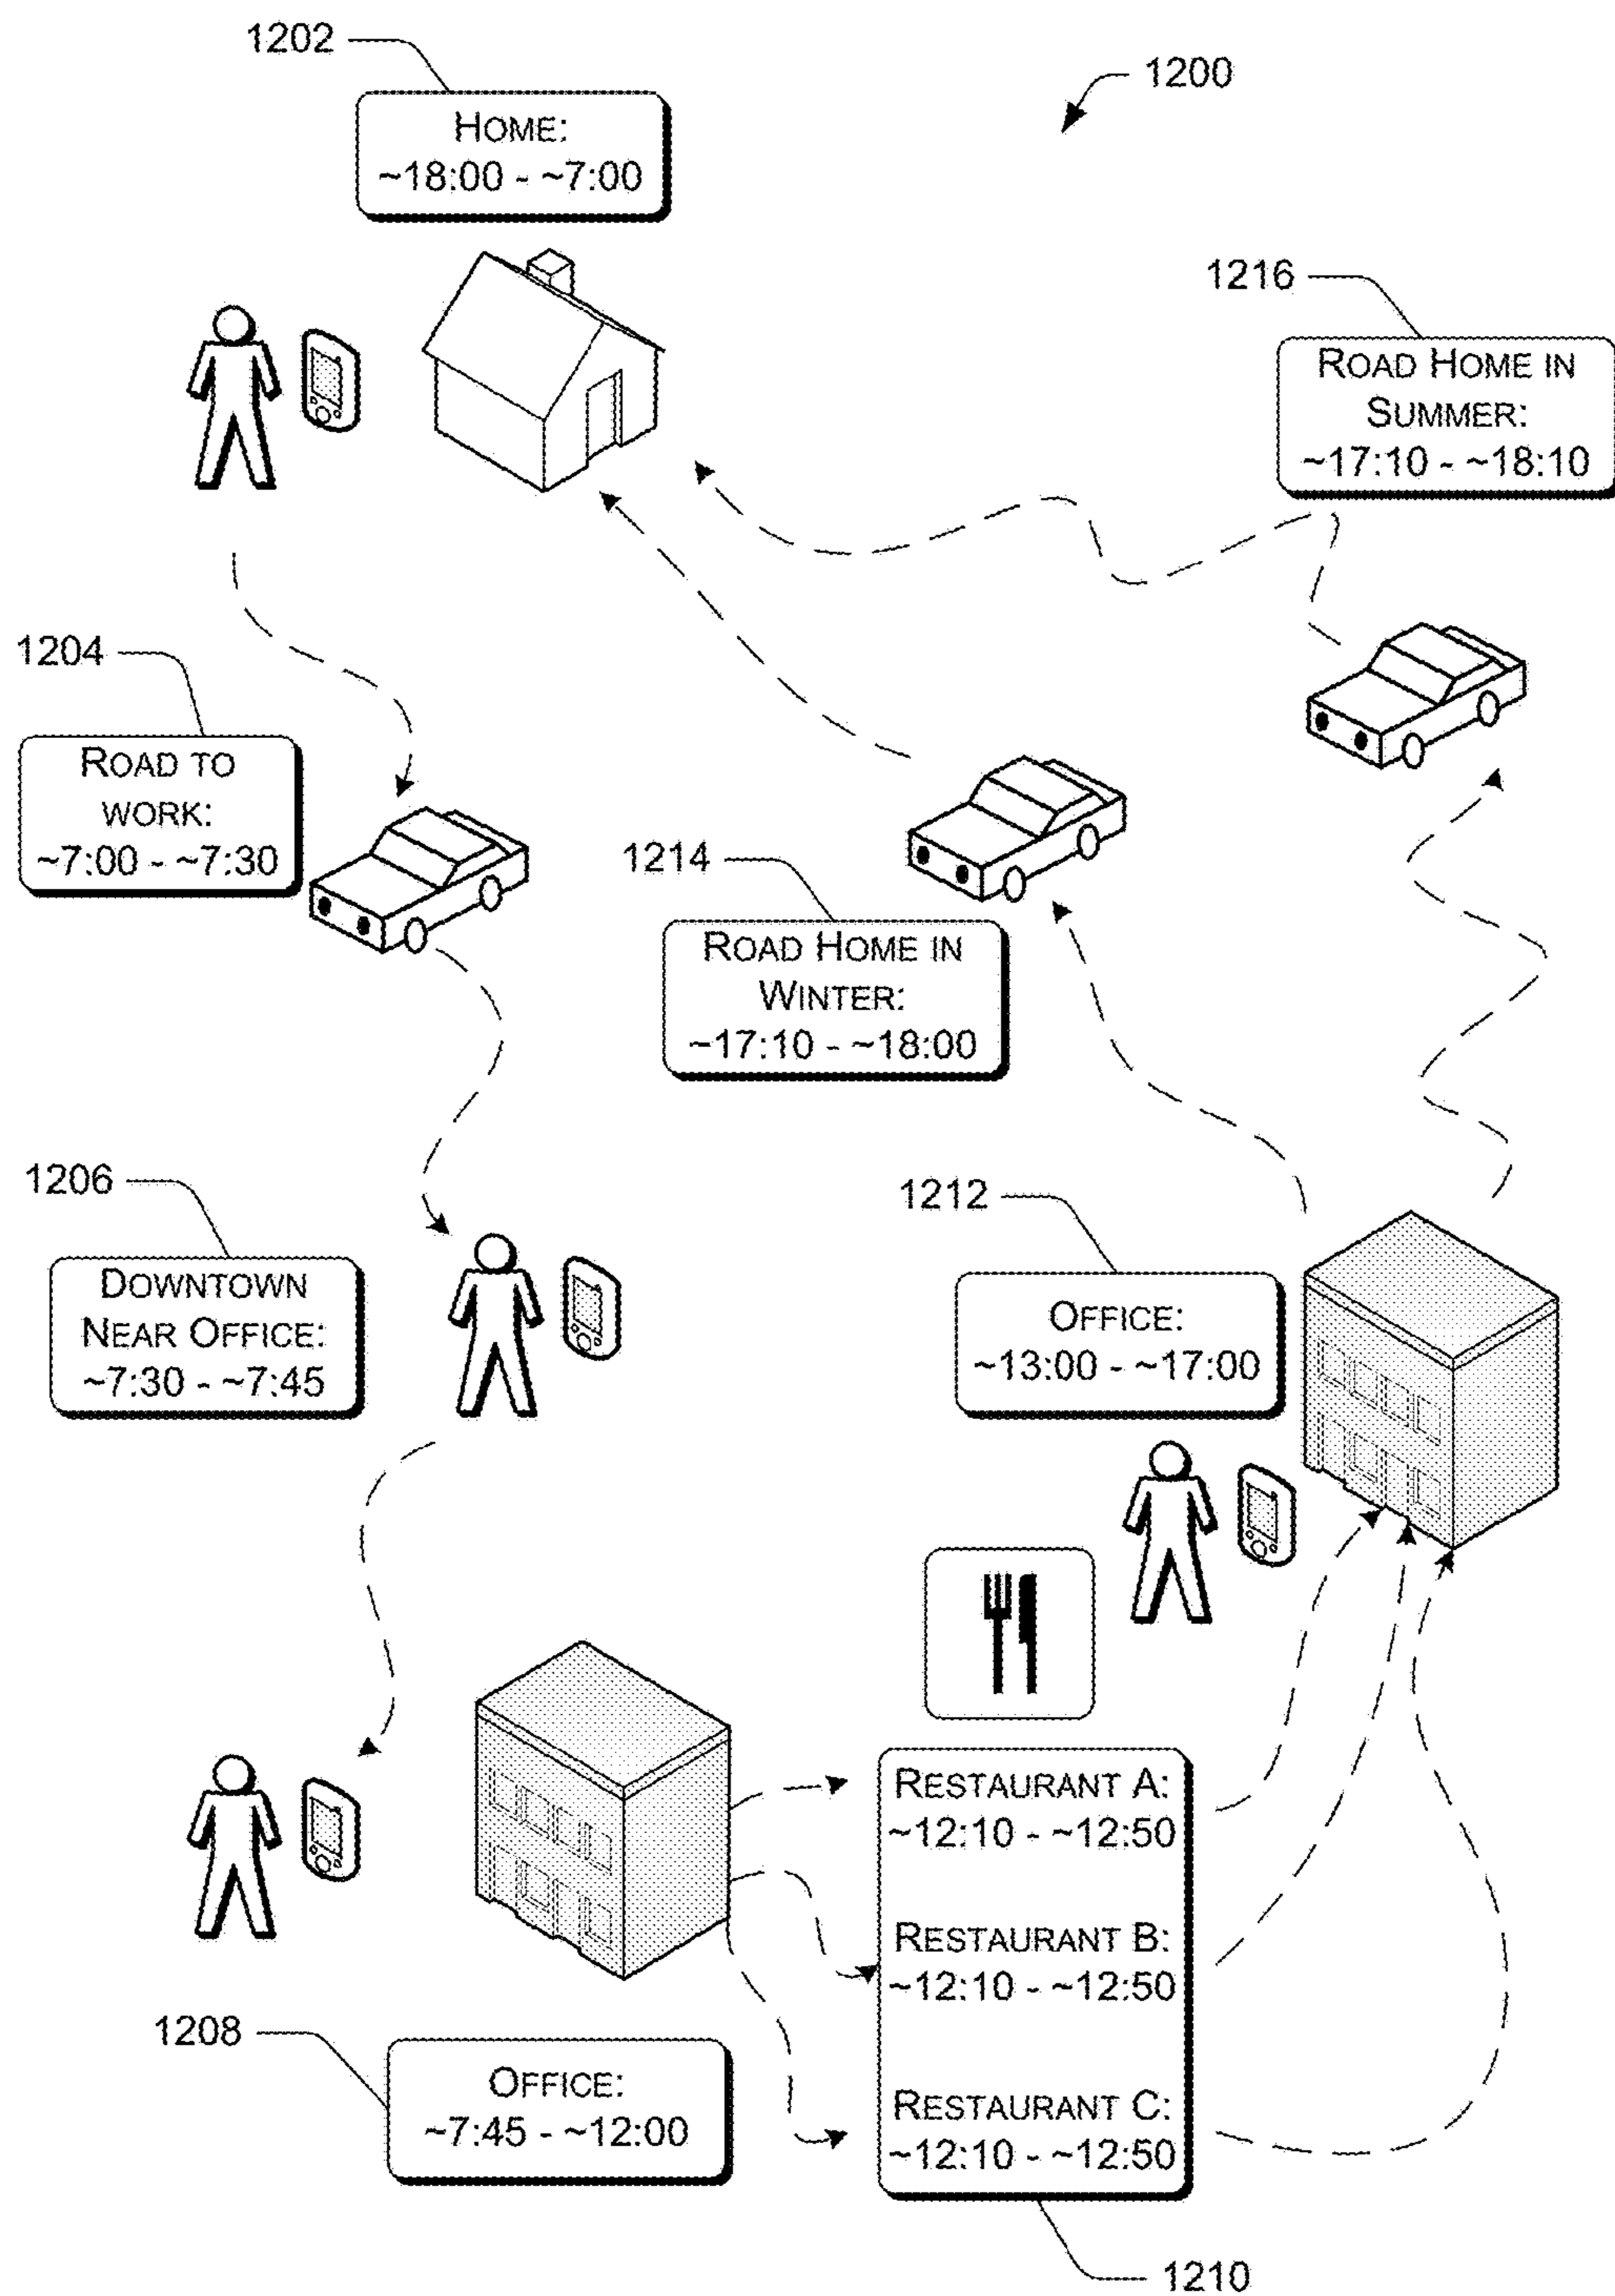 1202
1200
HOME:
~18:00 - ~7:00
1216
ROAD HOME IN
SUMMER:
~17:10 - ~18:10
1204
ROAD TO
WORK:
~7:00 - ~7:30
1214
ROAD HOME IN
WINTER:
~17:10 - ~18:00
1206
DOWNTOWN
NEAR OFFICE:
~7:30 - ~7:45
1212
OFFICE:
~13:00 - ~17:00
RESTAURANT A:
~12:10 - ~12:50
RESTAURANT B:
~12:10 - ~12:50
RESTAURANT C:
~12:10 - ~12:50
1208
OFFICE:
~7:45 - ~12:00
1210